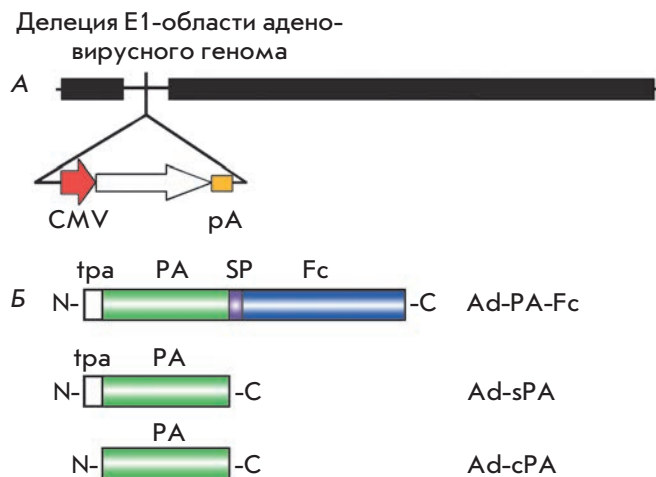 Делеция E1-области адено-
вирусного генома
А
CMV pA
tpa PA SP Fc
Б N- -C Ad-PA-Fc
tpa PA
N- -C Ad-sPA
PA
N- -C Ad-cPA